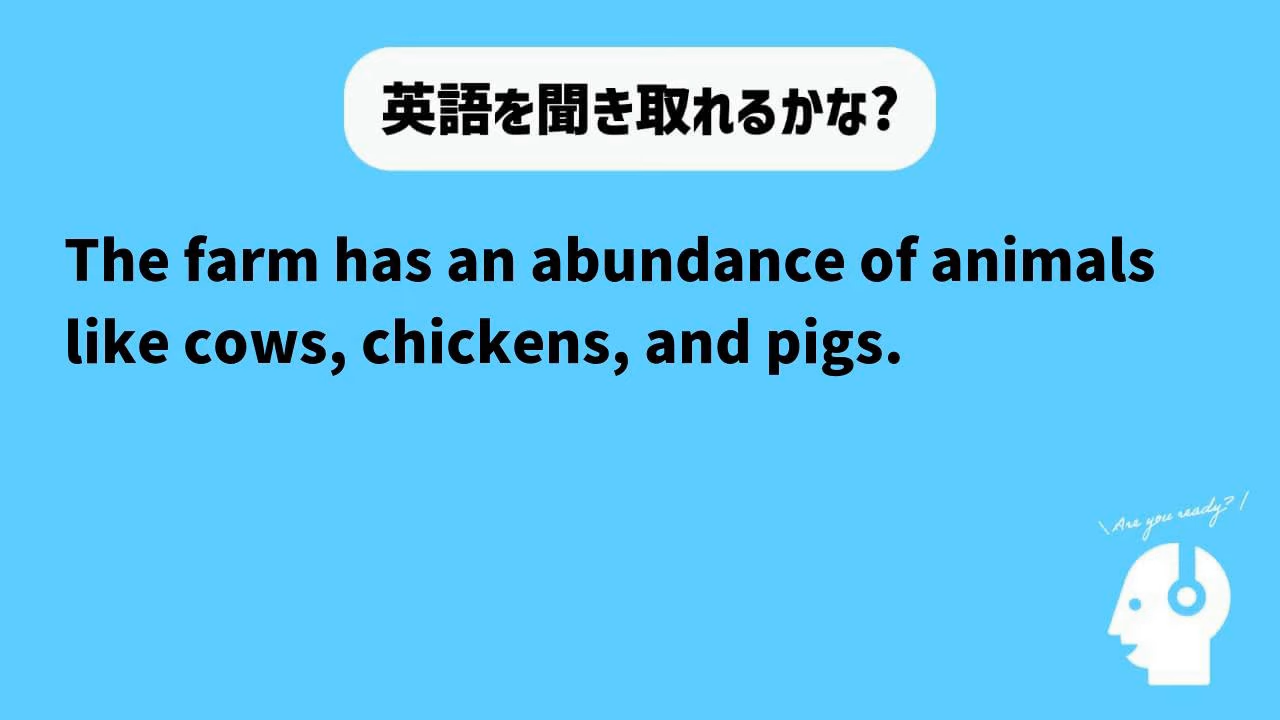 英語を聞き取れるかな?
The farm has an abundance of animals
like cows, chickens, and pigs.
\Are you ready?/